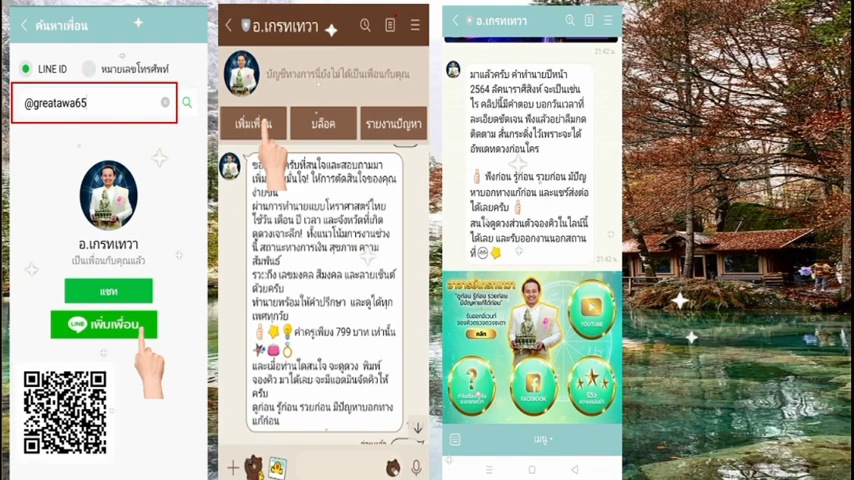 ค้นหาเพื่อน
LINE ID
หมายเลขโทรศัพท์
@greatawa65
อ.เกรทเทวา
เป็นเพื่อนกับคุณแล้ว
แชท
LINE เพิ่มเพื่อน
อ.เกรทเทวา
บัญชีทางการนี้ยังไม่ได้เป็นเพื่อนกับคุณ
เพิ่มเพื่อน
บล็อค
รายงานปัญหา
ครับที่สนใจและสอบถามมา
ให้การตัดสินใจของคุณ
ง่ายขึ้น
ผ่านการทำนายแบบโหราศาสตร์ไทย
ใช้วัน เดือน ปี เวลา และจังหวัดที่เกิด
ดูดวงเจาะลึก! ทั้งแนวโน้มการงานช่วง
นี้ สถานะทางการเงิน สุขภาพ ความ
สัมพันธ์
รวมถึง เลขมงคล สีมงคล และลายเซ็นต์
ด้วยครับ
ทำนายพร้อมให้คำปรึกษา และดูได้ทุก
เพศทุกวัย
ค่าครูเพียง 799 บาท เท่านั้น
และเมื่อท่านใดสนใจ จะดูดวง พิมพ์
จองคิว มาได้เลย จะมีแอดมินจัดคิวให้
ครับ
ดูก่อน รู้ก่อน รวยก่อน มีปัญหาบอกทาง
แก้ก่อน
อ.เกรทเทวา
21:42 น.
มาแล้วครับ คำทำนายปีหน้า
2564 ลัคนาราศีสิงห์ จะเป็นเช่น
ไร คลิปนี้มีคำตอบ บอกวันเวลาที่
ละเอียดชัดเจน ฟังแล้วอย่าลืมกด
ติดตาม สั่นกระดิ่งไว้เพราะจะได้
อัพเดทดวงก่อนใคร
ฟังก่อน รู้ก่อน รวยก่อน มีปัญ
หาบอกทางแก้ก่อน และแชร์ส่งต่อ
ได้เลยครับ
สนใจดูดวงส่วนตัวจองคิวในไลน์นี้
ได้เลย และรับออกงานนอกสถาน
ที่
21:42 น.
อาจารย์เกรทเทวา
"ดูก่อน รู้ก่อน รวยก่อน
มีปัญหาแก้ได้ก่อน"
รับออกอีเวนท์
จองคิวตรวจดวงชะตา
คลิก
YOUTUBE
FACEBOOK
รีวิว
เมนู